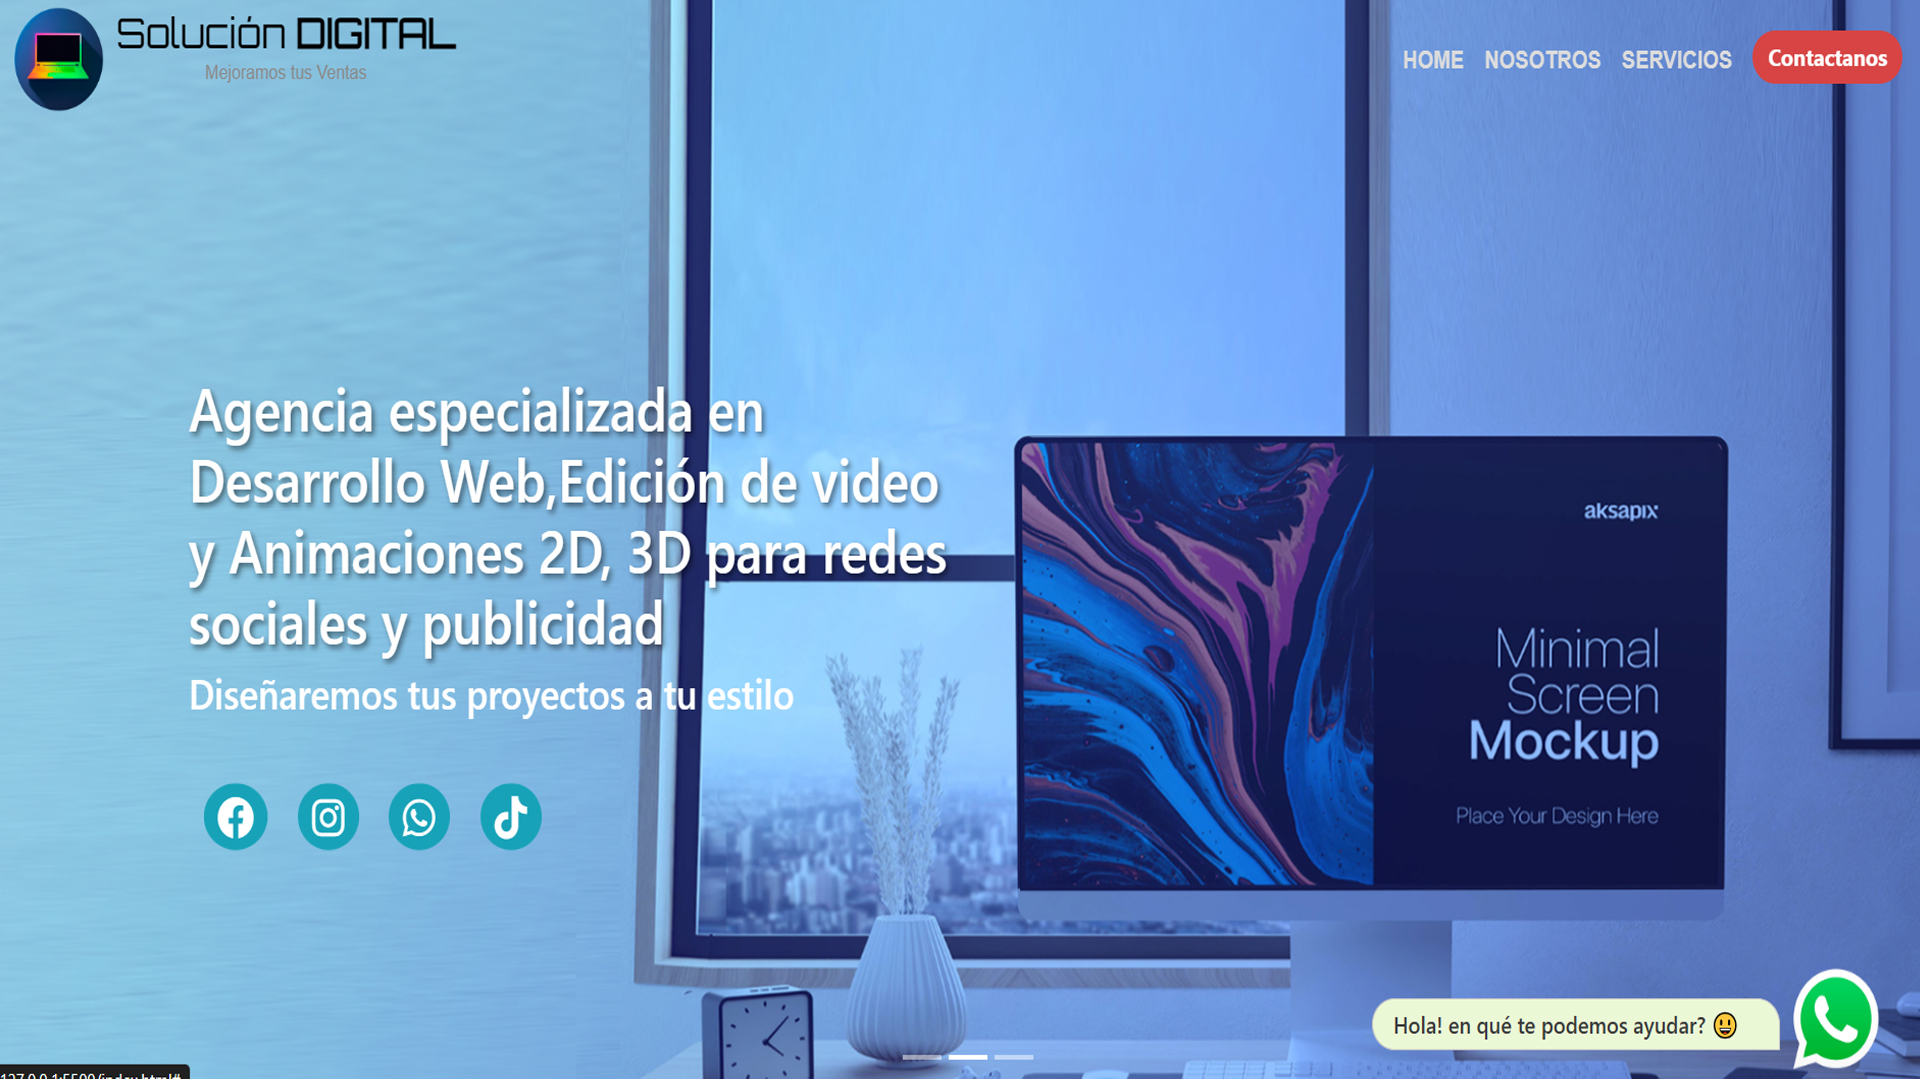 Solución DIGITAL
Mejoramos tus Ventas
HOME NOSOTROS SERVICIOS Contactanos
Agencia especializada en
Desarrollo Web,Edición de video
y Animaciones 2D, 3D para redes
sociales y publicidad
Diseñaremos tus proyectos a tu estilo
aksapix
Minimal
Screen
Mockup
Place Your Design Here
Hola! en qué te podemos ayudar? 😃